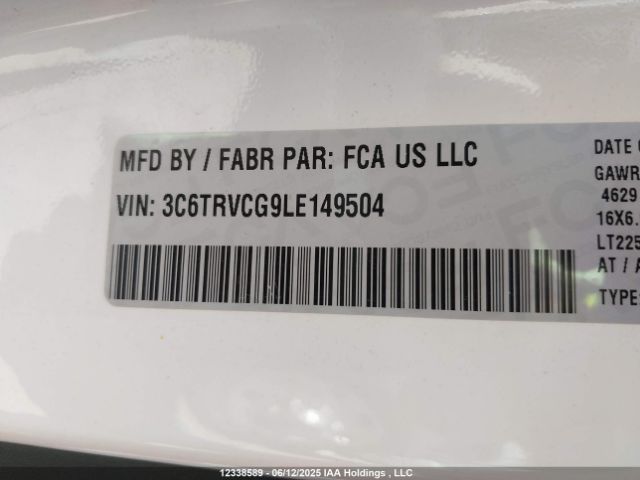 MFD BY / FABR PAR: FCA US LLC
VIN: 3C6TRVCG9LE149504
DATE
GAWR
4629
16X6.
LT225
AT /
TYPE:
12338589 - 06/12/2025 IAA Holdings , LLC